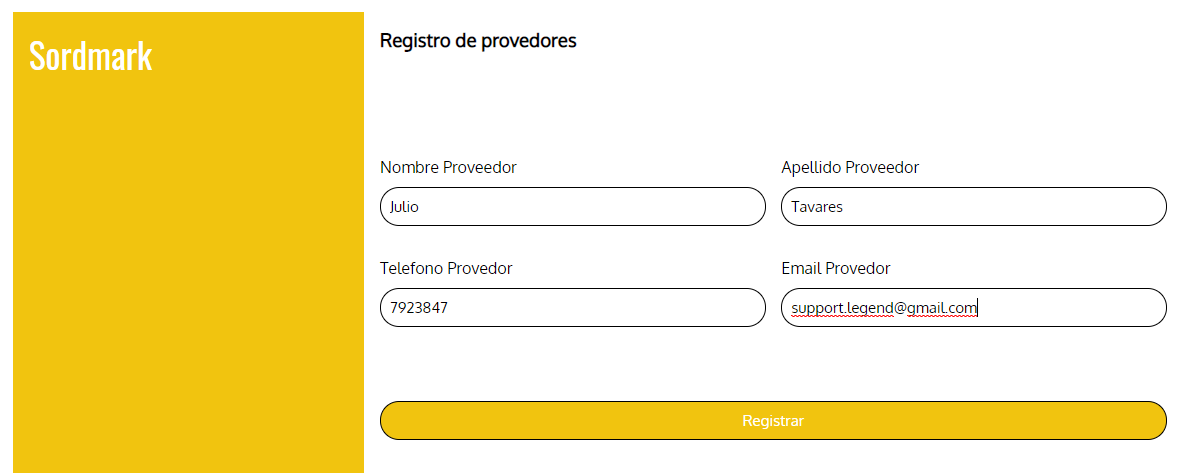 Sordmark
Registro de provedores
Nombre Proveedor
Apellido Proveedor
Julio
Tavares
Telefono Provedor
Email Provedor
7923847
support.legend@gmail.com
Registrar